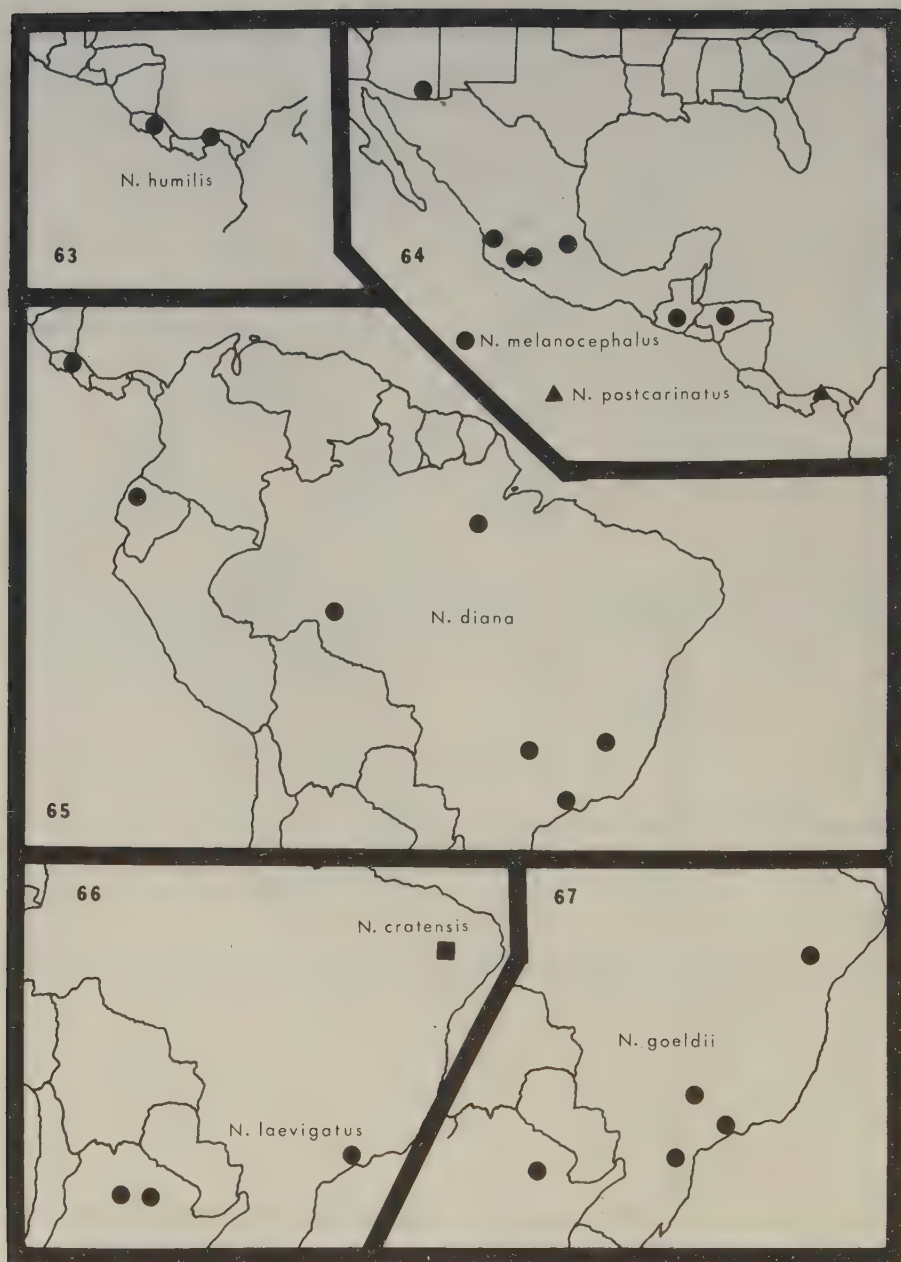 N. humilis
63
64
N. melanocephalus
N. postcarinatus
N. diana
65
66
N. cratensis
N. laevigatus
67
N. goeldii